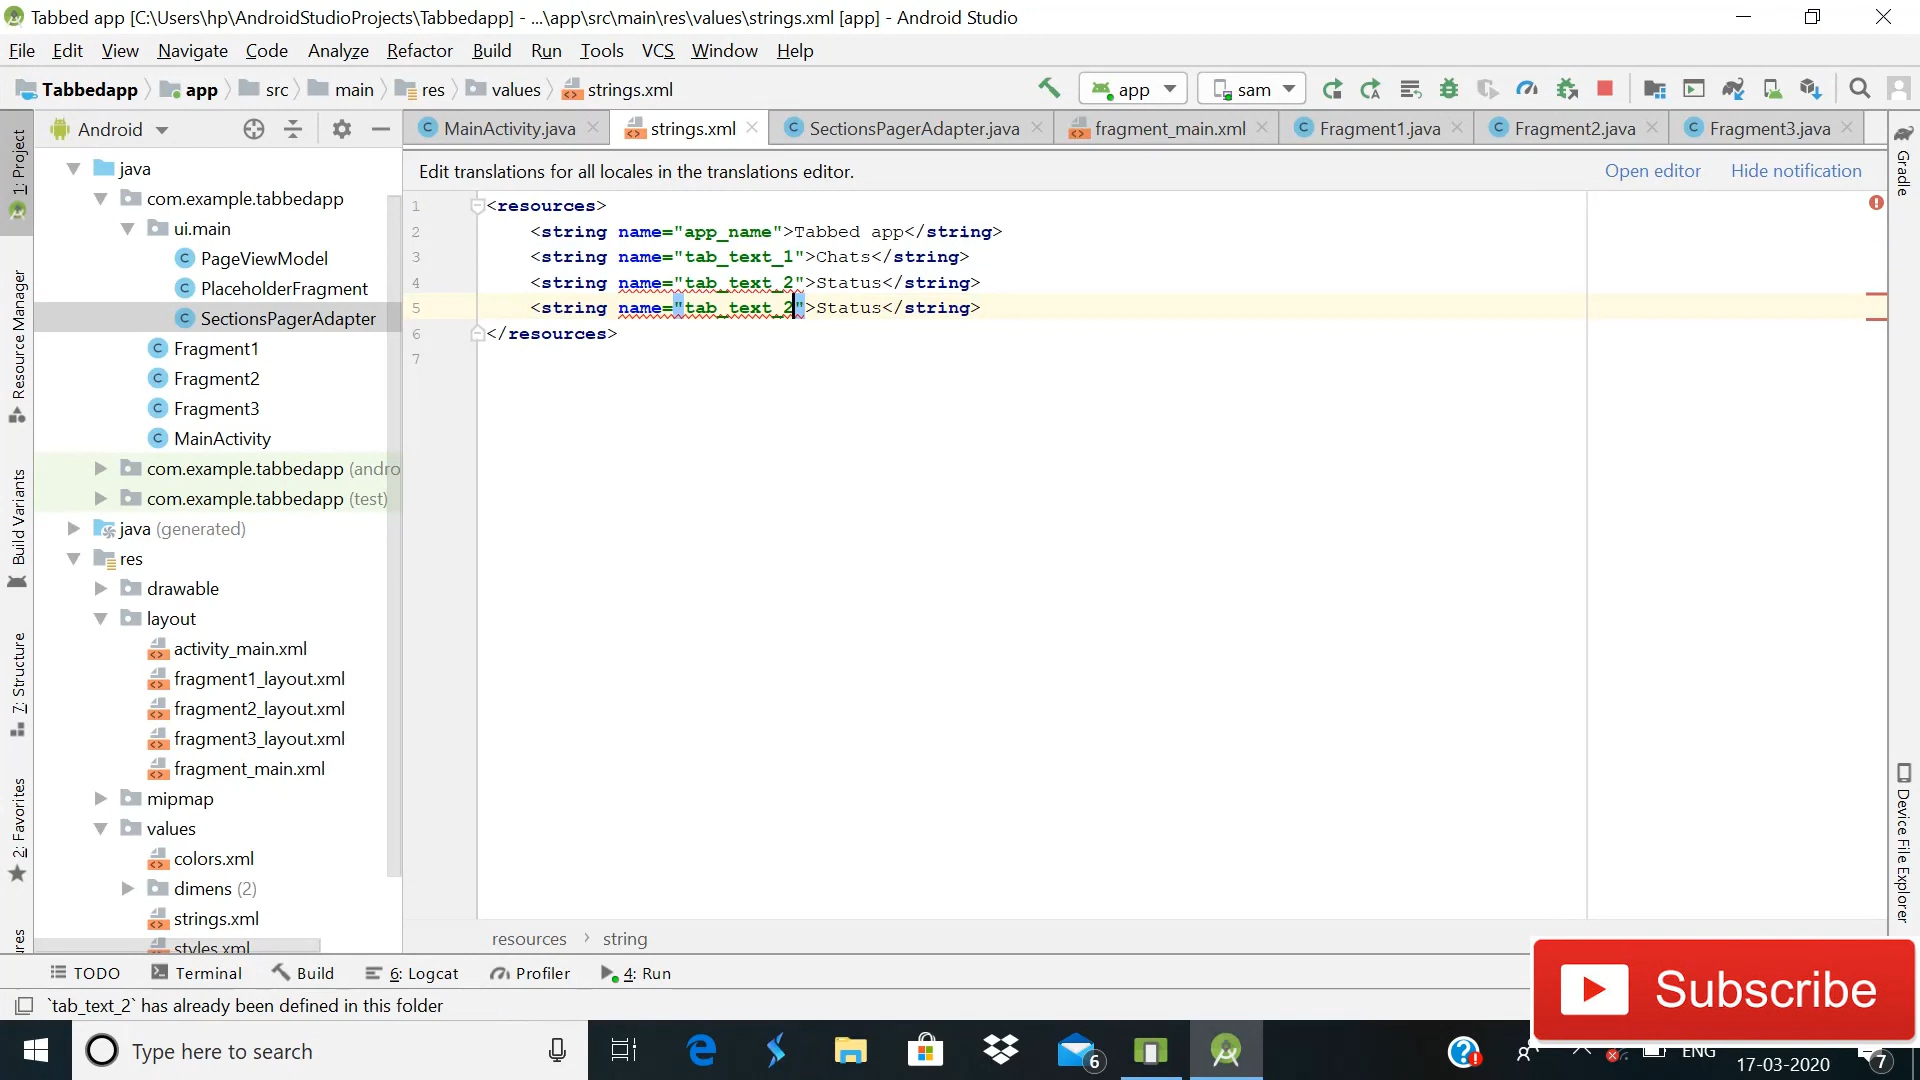 Tabbed app [C:\Users\hp\AndroidStudioProjects\Tabbedapp] - ...\app\src\main\res\values\strings.xml [app] - Android Studio
File Edit View Navigate Code Analyze Refactor Build Run Tools VCS Window Help
Tabbedapp app src main res values strings.xml app sam
Android MainActivity.java strings.xml SectionsPagerAdapter.java fragment_main.xml Fragment1.java Fragment2.java Fragment3.java
Edit translations for all locales in the translations editor. Open editor Hide notification
1 <resources>
2 <string name="app_name">Tabbed app</string>
3 <string name="tab_text_1">Chats</string>
4 <string name="tab_text_2">Status</string>
5 <string name="tab_text_2">Status</string>
6 </resources>
7
java
com.example.tabbedapp
ui.main
PageViewModel
PlaceholderFragment
SectionsPagerAdapter
Fragment1
Fragment2
Fragment3
MainActivity
com.example.tabbedapp (andro
com.example.tabbedapp (test)
java (generated)
res
drawable
layout
activity_main.xml
fragment1_layout.xml
fragment2_layout.xml
fragment3_layout.xml
fragment_main.xml
mipmap
values
colors.xml
dimens (2)
strings.xml
styles.xml
1: Project
Resource Manager
Build Variants
7: Structure
2: Favorites
Gradle
Device File Explorer
resources › string
TODO Terminal Build 6: Logcat Profiler 4: Run
`tab_text_2` has already been defined in this folder
Subscribe
Type here to search
6
ENG
17-03-2020
7